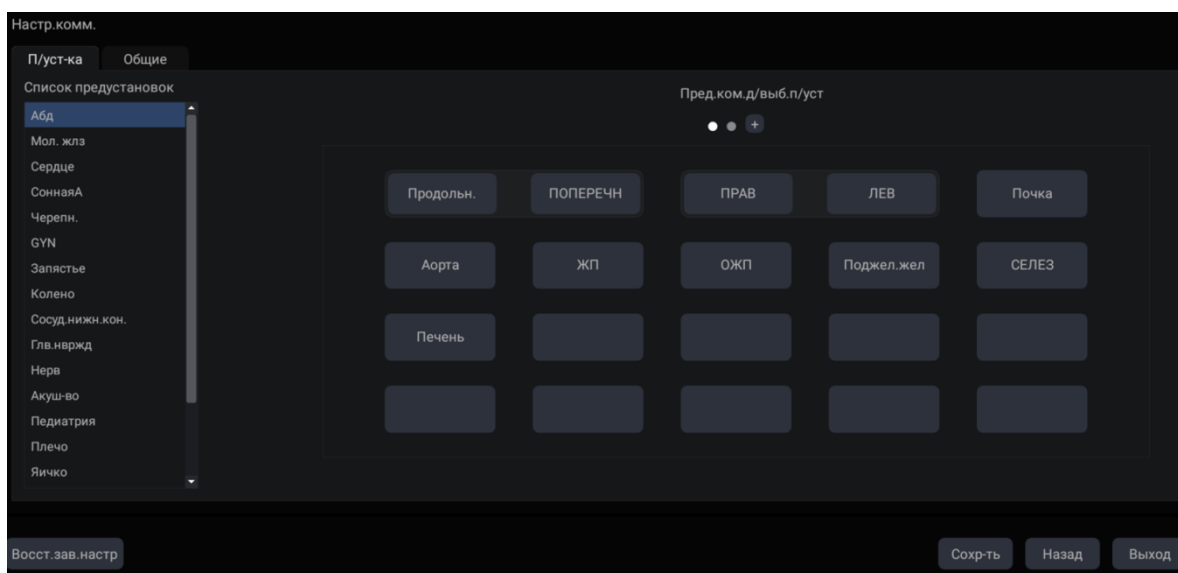 Настр.комм.
П/уст-ка Общие
Список предустановок
Абд
Мол. жлз
Сердце
СоннаяА
Черепн.
GYN
Запястье
Колено
Сосуд.нижн.кон.
Глв.нвржд
Нерв
Акуш-во
Педиатрия
Плечо
Яичко
Пред.ком.д/выб.п/уст
+
Продольн. ПОПЕРЕЧН ПРАВ ЛЕВ Почка
Аорта ЖП ОЖП Поджел.жел СЕЛЕЗ
Печень
Восст.зав.настр Сохр-ть Назад Выход